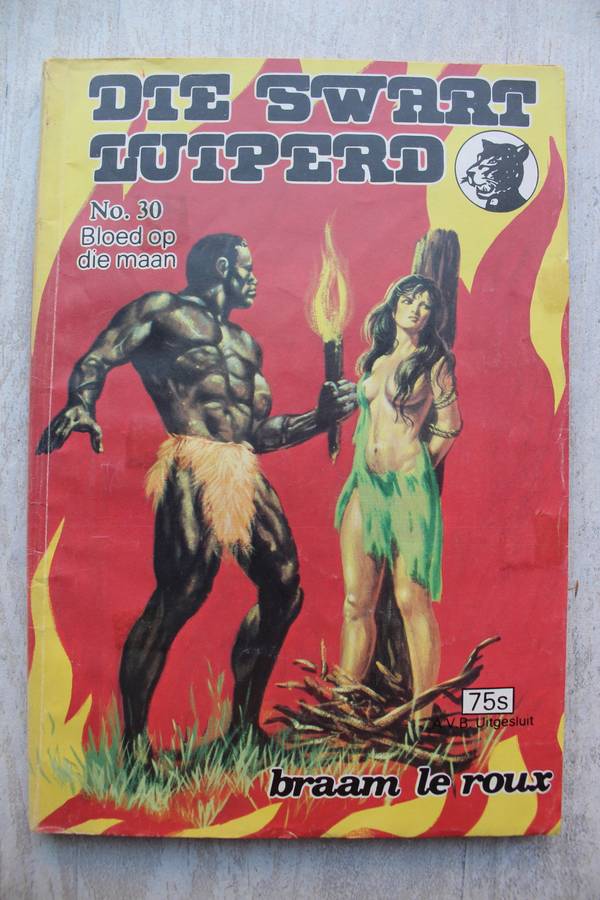 DIE SWART
LUIPERD
No. 30
Bloed op
die maan
75s
A.V.B. Uitgesluit
braam le roux